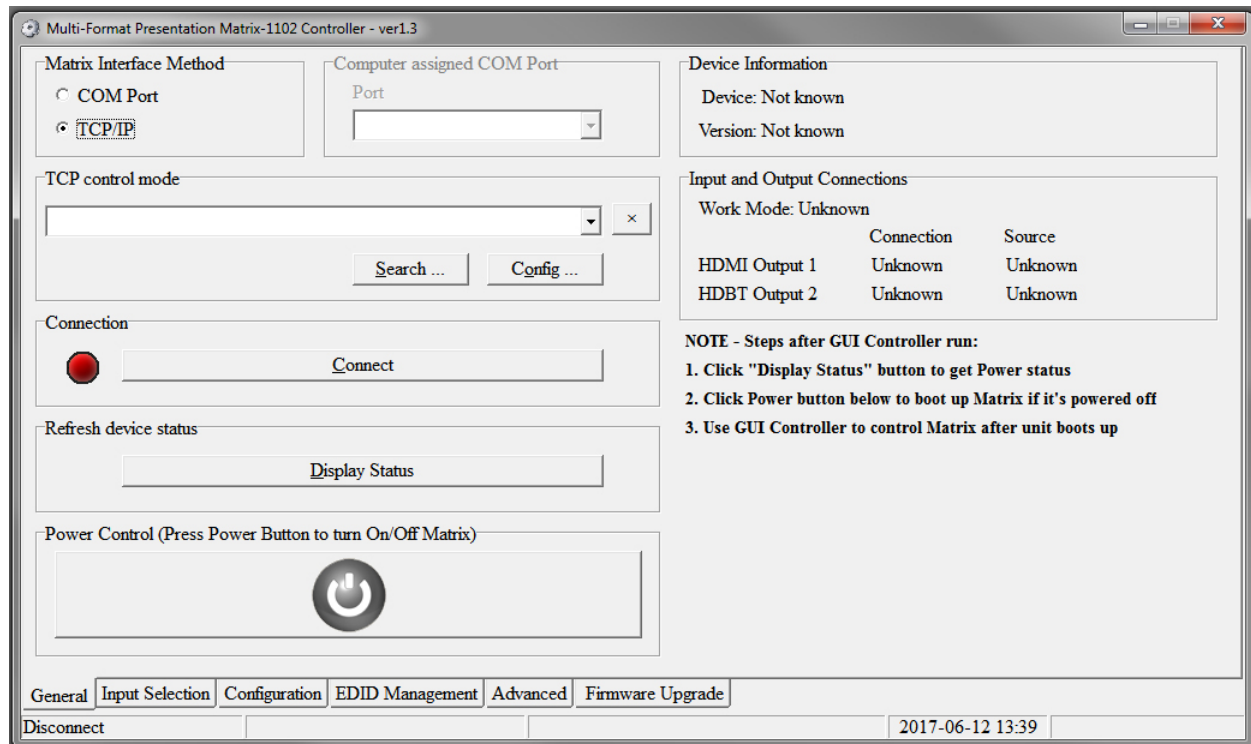 Multi-Format Presentation Matrix-1102 Controller - ver1.3
Matrix Interface Method
COM Port
TCP/IP
Computer assigned COM Port
Port
Device Information
Device: Not known
Version: Not known
TCP control mode
×
Search ...
Config ...
Input and Output Connections
Work Mode: Unknown
Connection Source
HDMI Output 1 Unknown Unknown
HDBT Output 2 Unknown Unknown
Connection
Connect
NOTE - Steps after GUI Controller run:
1. Click "Display Status" button to get Power status
2. Click Power button below to boot up Matrix if it's powered off
3. Use GUI Controller to control Matrix after unit boots up
Refresh device status
Display Status
Power Control (Press Power Button to turn On/Off Matrix)
General Input Selection Configuration EDID Management Advanced Firmware Upgrade
Disconnect 2017-06-12 13:39